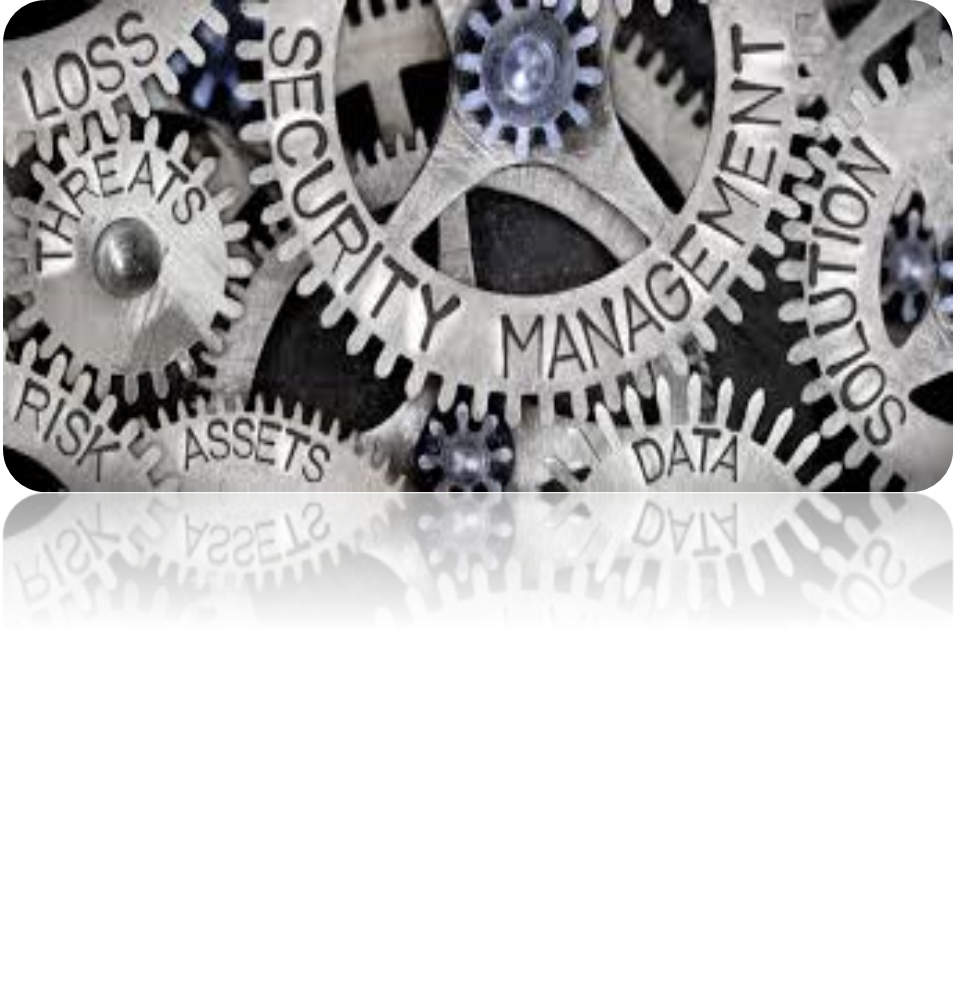 LOSS
THREATS
SECURITY MANAGEMENT
SOLUTION
RISK
ASSETS
DATA